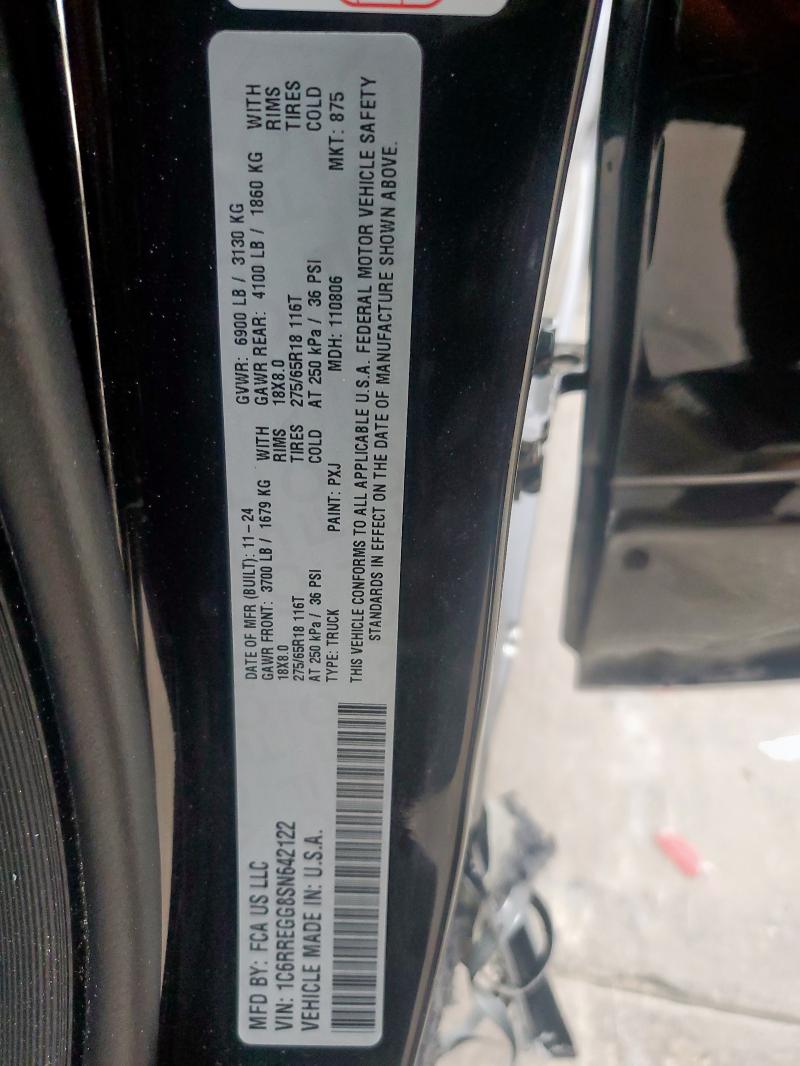 MFD BY: FCA US LLC
VIN: 1C6RREGG8SN642122
VEHICLE MADE IN: U.S.A.
DATE OF MFR (BUILT): 11-24 GVWR: 6900 LB / 3130 KG
GAWR FRONT: 3700 LB / 1679 KG WITH GAWR REAR: 4100 LB / 1860 KG WITH
18X8.0 RIMS 18X8.0 RIMS
275/65R18 116T TIRES 275/65R18 116T TIRES
AT 250 kPa / 36 PSI COLD AT 250 kPa / 36 PSI COLD
TYPE: TRUCK PAINT: PXJ MDH: 110806 MKT: 875
THIS VEHICLE CONFORMS TO ALL APPLICABLE U.S.A. FEDERAL MOTOR VEHICLE SAFETY
STANDARDS IN EFFECT ON THE DATE OF MANUFACTURE SHOWN ABOVE.